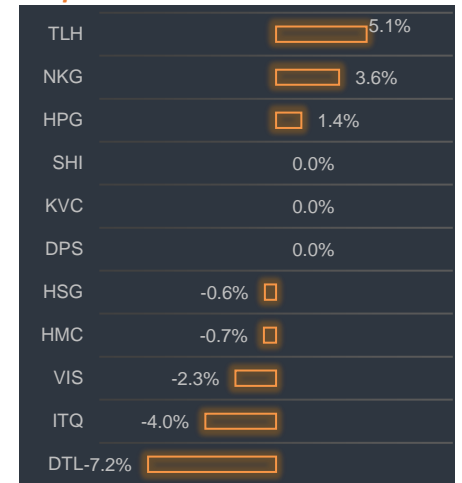 TLH 5.1%
NKG 3.6%
HPG 1.4%
SHI 0.0%
KVC 0.0%
DPS 0.0%
HSG -0.6%
HMC -0.7%
VIS -2.3%
ITQ -4.0%
DTL -7.2%